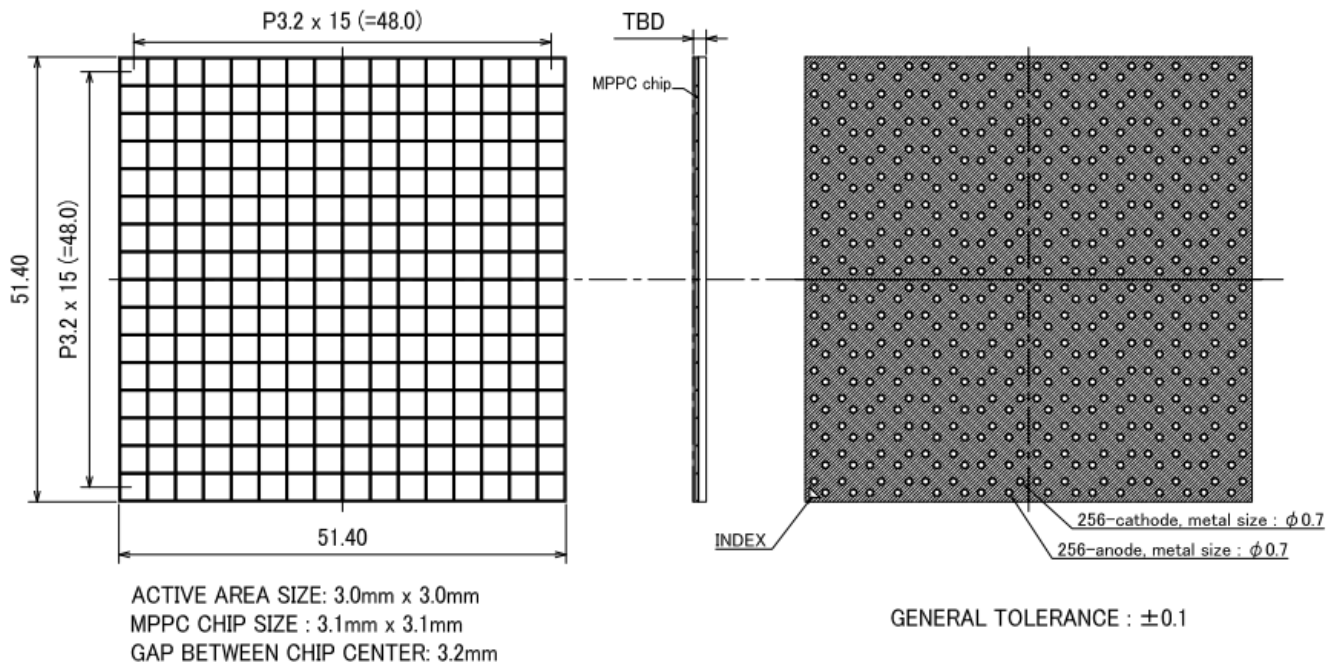 P3.2 x 15 (=48.0)
TBD
MPPC chip
51.40
P3.2 x 15 (=48.0)
51.40
INDEX
256-cathode, metal size : ϕ0.7
256-anode, metal size : ϕ0.7
ACTIVE AREA SIZE: 3.0mm x 3.0mm
MPPC CHIP SIZE : 3.1mm x 3.1mm
GAP BETWEEN CHIP CENTER: 3.2mm
GENERAL TOLERANCE : ±0.1